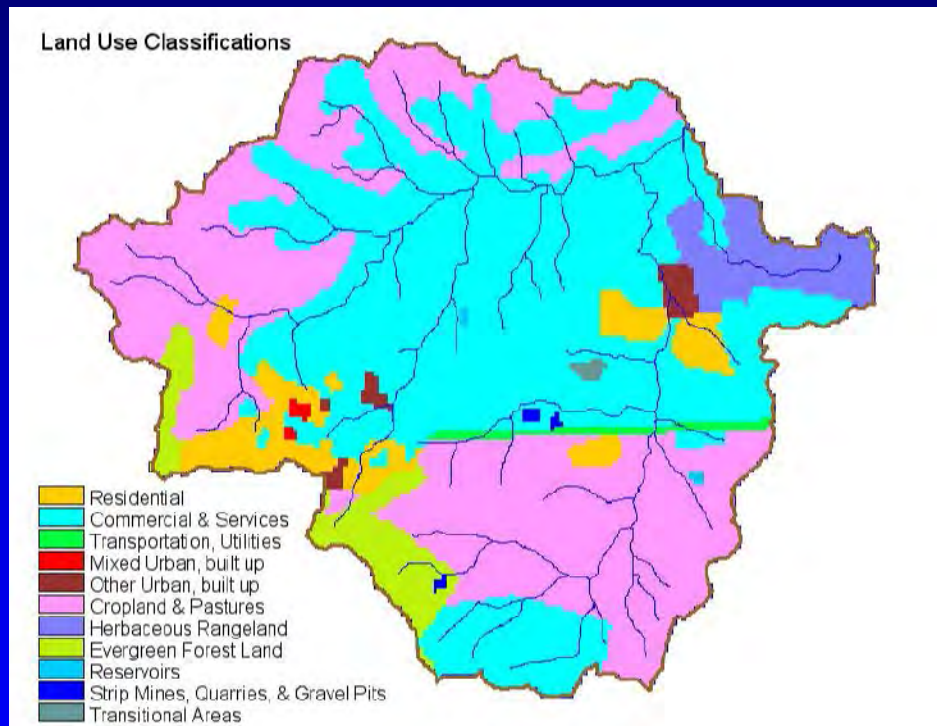 Land Use Classifications
Residential
Commercial & Services
Transportation, Utilities
Mixed Urban, built up
Other Urban, built up
Cropland & Pastures
Herbaceous Rangeland
Evergreen Forest Land
Reservoirs
Strip Mines, Quarries, & Gravel Pits
Transitional Areas